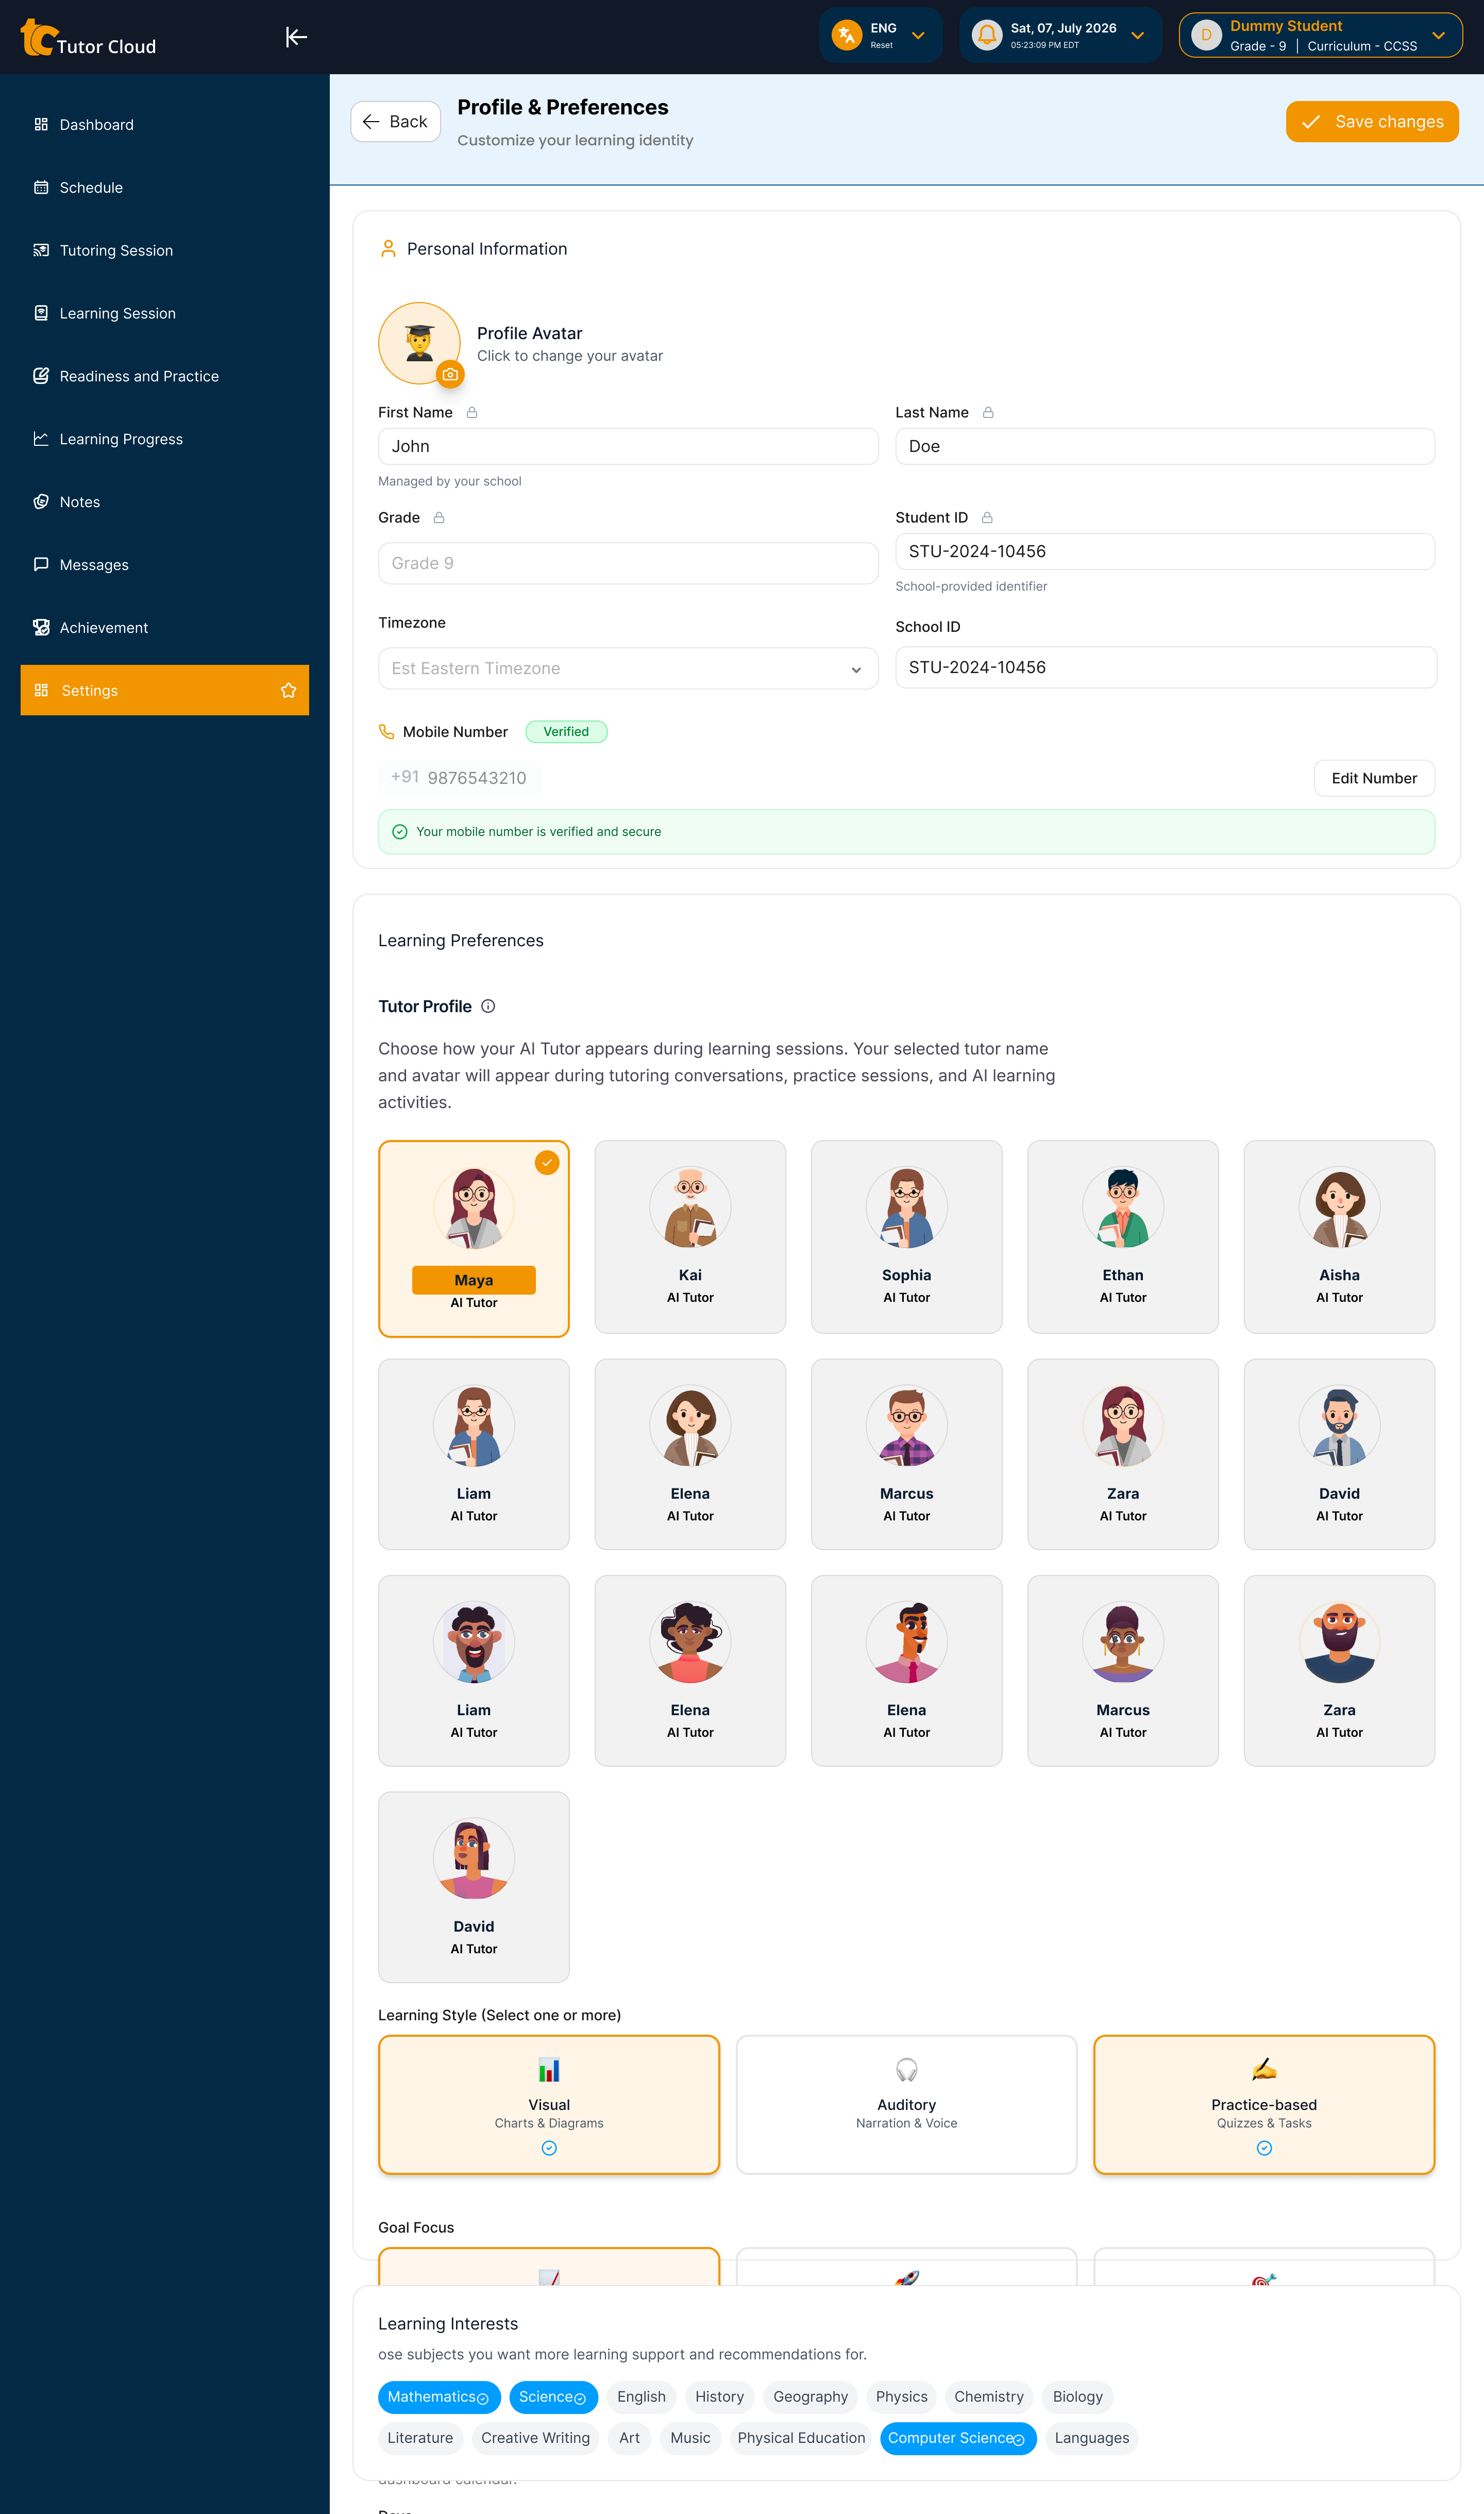 tc Tutor Cloud
ENG
Reset
Sat, 07, July 2026
05:23:09 PM EDT
D
Dummy Student
Grade - 9 | Curriculum - CCSS
Dashboard
Schedule
Tutoring Session
Learning Session
Readiness and Practice
Learning Progress
Notes
Messages
Achievement
Settings
Back
Profile & Preferences
Customize your learning identity
Save changes
Personal Information
Profile Avatar
Click to change your avatar
First Name
John
Managed by your school
Last Name
Doe
Grade
Grade 9
Student ID
STU-2024-10456
School-provided identifier
Timezone
Est Eastern Timezone
School ID
STU-2024-10456
Mobile Number
Verified
+91 9876543210
Edit Number
Your mobile number is verified and secure
Learning Preferences
Tutor Profile
Choose how your AI Tutor appears during learning sessions. Your selected tutor name
and avatar will appear during tutoring conversations, practice sessions, and AI learning
activities.
Maya
AI Tutor
Kai
AI Tutor
Sophia
AI Tutor
Ethan
AI Tutor
Aisha
AI Tutor
Liam
AI Tutor
Elena
AI Tutor
Marcus
AI Tutor
Zara
AI Tutor
David
AI Tutor
Liam
AI Tutor
Elena
AI Tutor
Elena
AI Tutor
Marcus
AI Tutor
Zara
AI Tutor
David
AI Tutor
Learning Style (Select one or more)
Visual
Charts & Diagrams
Auditory
Narration & Voice
Practice-based
Quizzes & Tasks
Goal Focus
Learning Interests
ose subjects you want more learning support and recommendations for.
Mathematics
Science
English
History
Geography
Physics
Chemistry
Biology
Literature
Creative Writing
Art
Music
Physical Education
Computer Science
Languages
dashboard calendar.